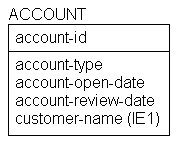 ACCOUNT
account-id
account-type
account-open-date
account-review-date
customer-name (IE1)